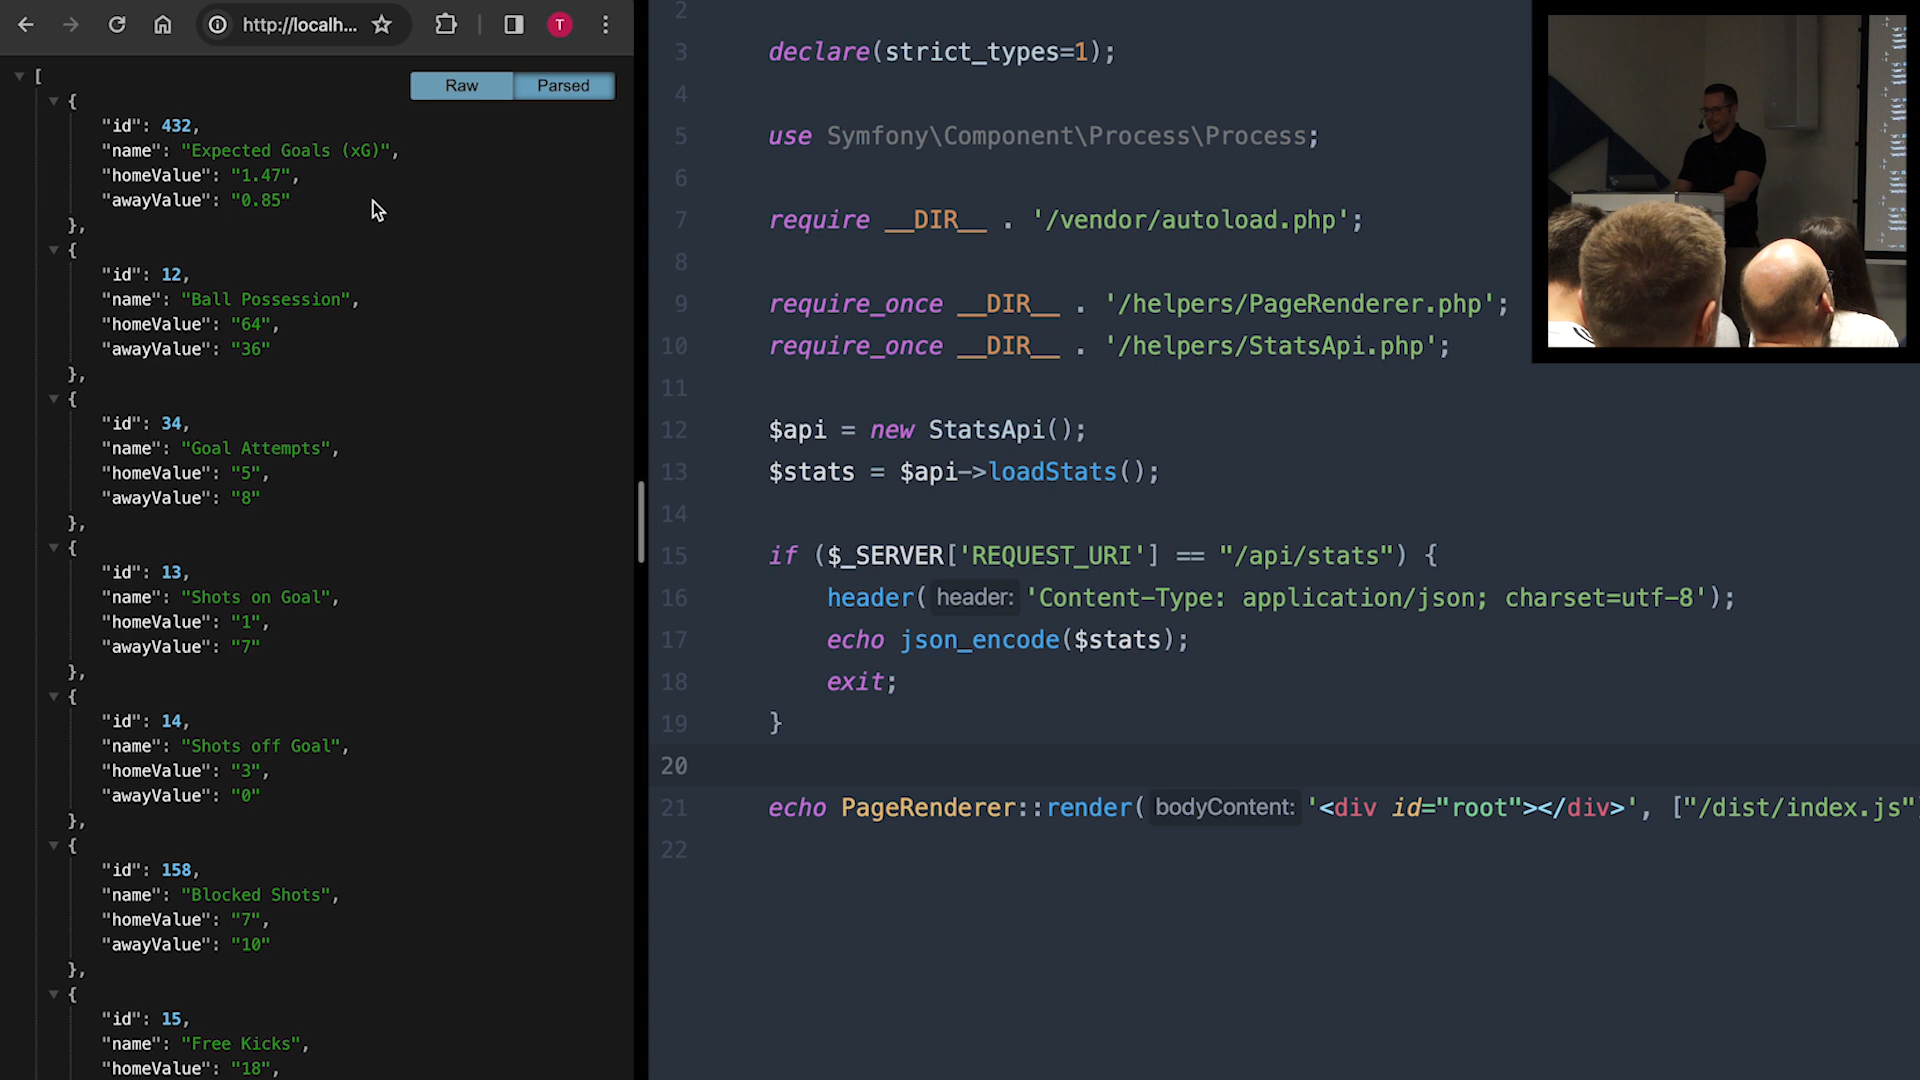 http://localh...
T
[
Raw
Parsed
{
"id": 432,
"name": "Expected Goals (xG)",
"homeValue": "1.47",
"awayValue": "0.85"
},
{
"id": 12,
"name": "Ball Possession",
"homeValue": "64",
"awayValue": "36"
},
{
"id": 34,
"name": "Goal Attempts",
"homeValue": "5",
"awayValue": "8"
},
{
"id": 13,
"name": "Shots on Goal",
"homeValue": "1",
"awayValue": "7"
},
{
"id": 14,
"name": "Shots off Goal",
"homeValue": "3",
"awayValue": "0"
},
{
"id": 158,
"name": "Blocked Shots",
"homeValue": "7",
"awayValue": "10"
},
{
"id": 15,
"name": "Free Kicks",
"homeValue": "18",
2
3 declare(strict_types=1);
4
5 use Symfony\Component\Process\Process;
6
7 require __DIR__ . '/vendor/autoload.php';
8
9 require_once __DIR__ . '/helpers/PageRenderer.php';
10 require_once __DIR__ . '/helpers/StatsApi.php';
11
12 $api = new StatsApi();
13 $stats = $api->loadStats();
14
15 if ($_SERVER['REQUEST_URI'] == "/api/stats") {
16 header( header: 'Content-Type: application/json; charset=utf-8');
17 echo json_encode($stats);
18 exit;
19 }
20
21 echo PageRenderer::render( bodyContent: '<div id="root"></div>', ["/dist/index.js"
22